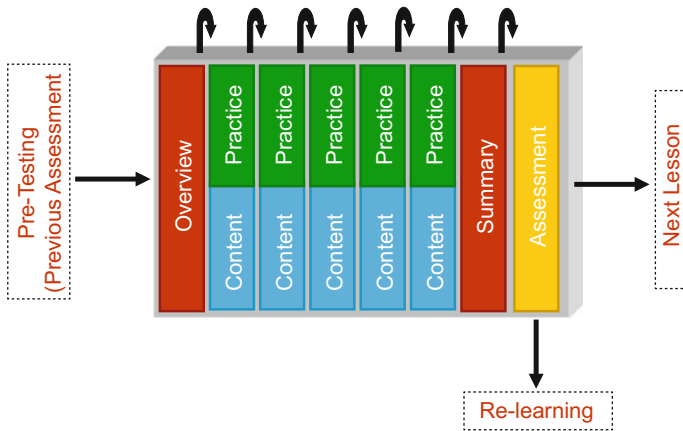 Pre-Testing
(Previous Assessment)
Overview
Practice
Content
Practice
Content
Practice
Content
Practice
Content
Practice
Content
Summary
Assessment
Next Lesson
Re-learning